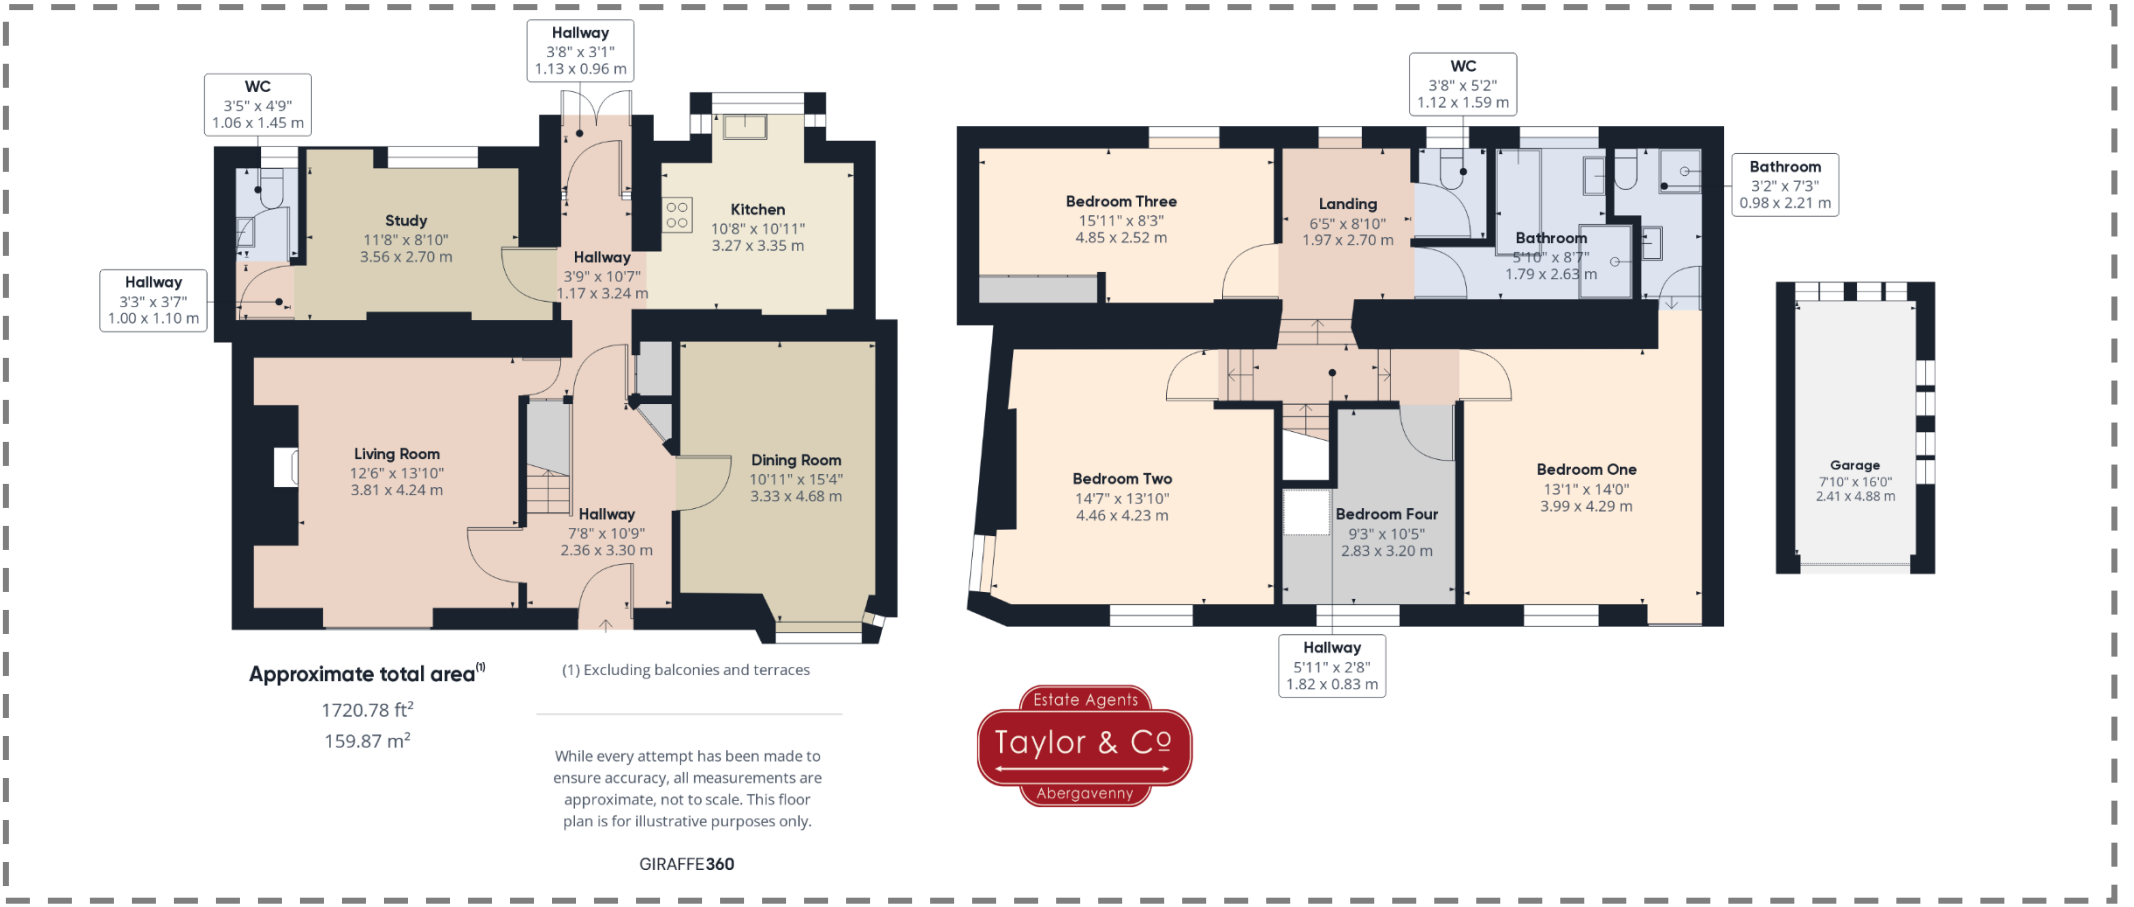 Hallway
3'8" x 3'1"
1.13 x 0.96 m
WC
3'5" x 4'9"
1.06 x 1.45 m
Study
11'8" x 8'10"
3.56 x 2.70 m
Kitchen
10'8" x 10'11"
3.27 x 3.35 m
Hallway
3'9" x 10'7"
1.17 x 3.24 m
Hallway
3'3" x 3'7"
1.00 x 1.10 m
Living Room
12'6" x 13'10"
3.81 x 4.24 m
Dining Room
10'11" x 15'4"
3.33 x 4.68 m
Hallway
7'8" x 10'9"
2.36 x 3.30 m
WC
3'8" x 5'2"
1.12 x 1.59 m
Bedroom Three
15'11" x 8'3"
4.85 x 2.52 m
Landing
6'5" x 8'10"
1.97 x 2.70 m
Bathroom
5'10" x 8'7"
1.79 x 2.63 m
Bathroom
3'2" x 7'3"
0.98 x 2.21 m
Bedroom Two
14'7" x 13'10"
4.46 x 4.23 m
Bedroom Four
9'3" x 10'5"
2.83 x 3.20 m
Bedroom One
13'1" x 14'0"
3.99 x 4.29 m
Hallway
5'11" x 2'8"
1.82 x 0.83 m
Garage
7'10" x 16'0"
2.41 x 4.88 m
Approximate total area(1)
1720.78 ft²
159.87 m²
(1) Excluding balconies and terraces
While every attempt has been made to
ensure accuracy, all measurements are
approximate, not to scale. This floor
plan is for illustrative purposes only.
GIRAFFE360
Estate Agents
Taylor & Co
Abergavenny